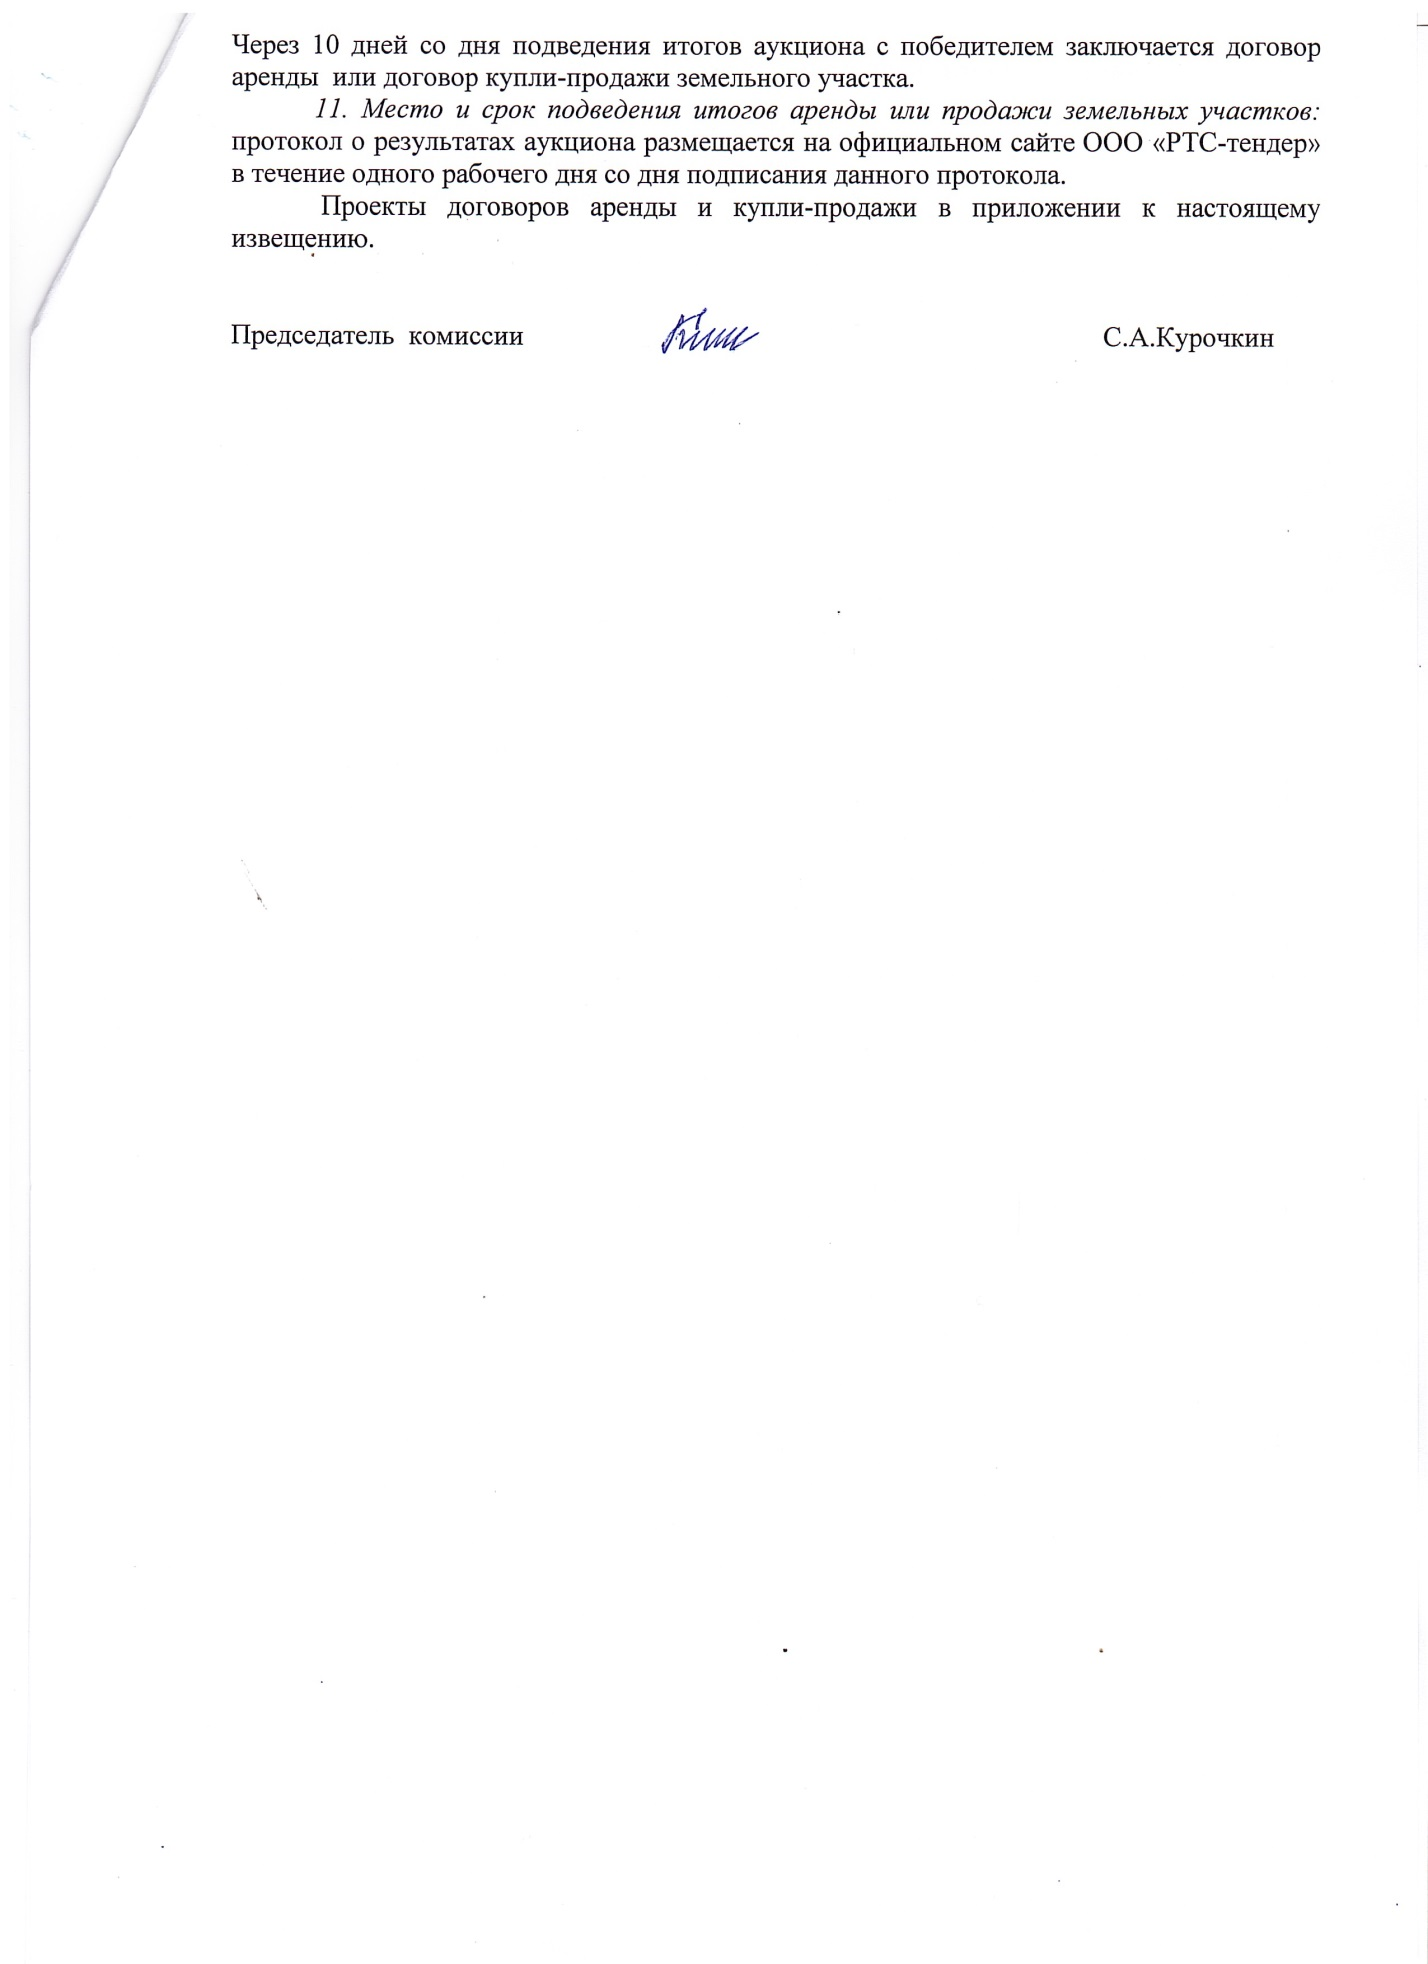 Через 10 дней со дня подведения итогов аукциона с победителем заключается договор
аренды или договор купли-продажи земельного участка.
11. Место и срок подведения итогов аренды или продажи земельных участков:
протокол о результатах аукциона размещается на официальном сайте ООО «РТС-тендер»
в течение одного рабочего дня со дня подписания данного протокола.
Проекты договоров аренды и купли-продажи в приложении к настоящему
извещению.
Председатель комиссии С.А.Курочкин